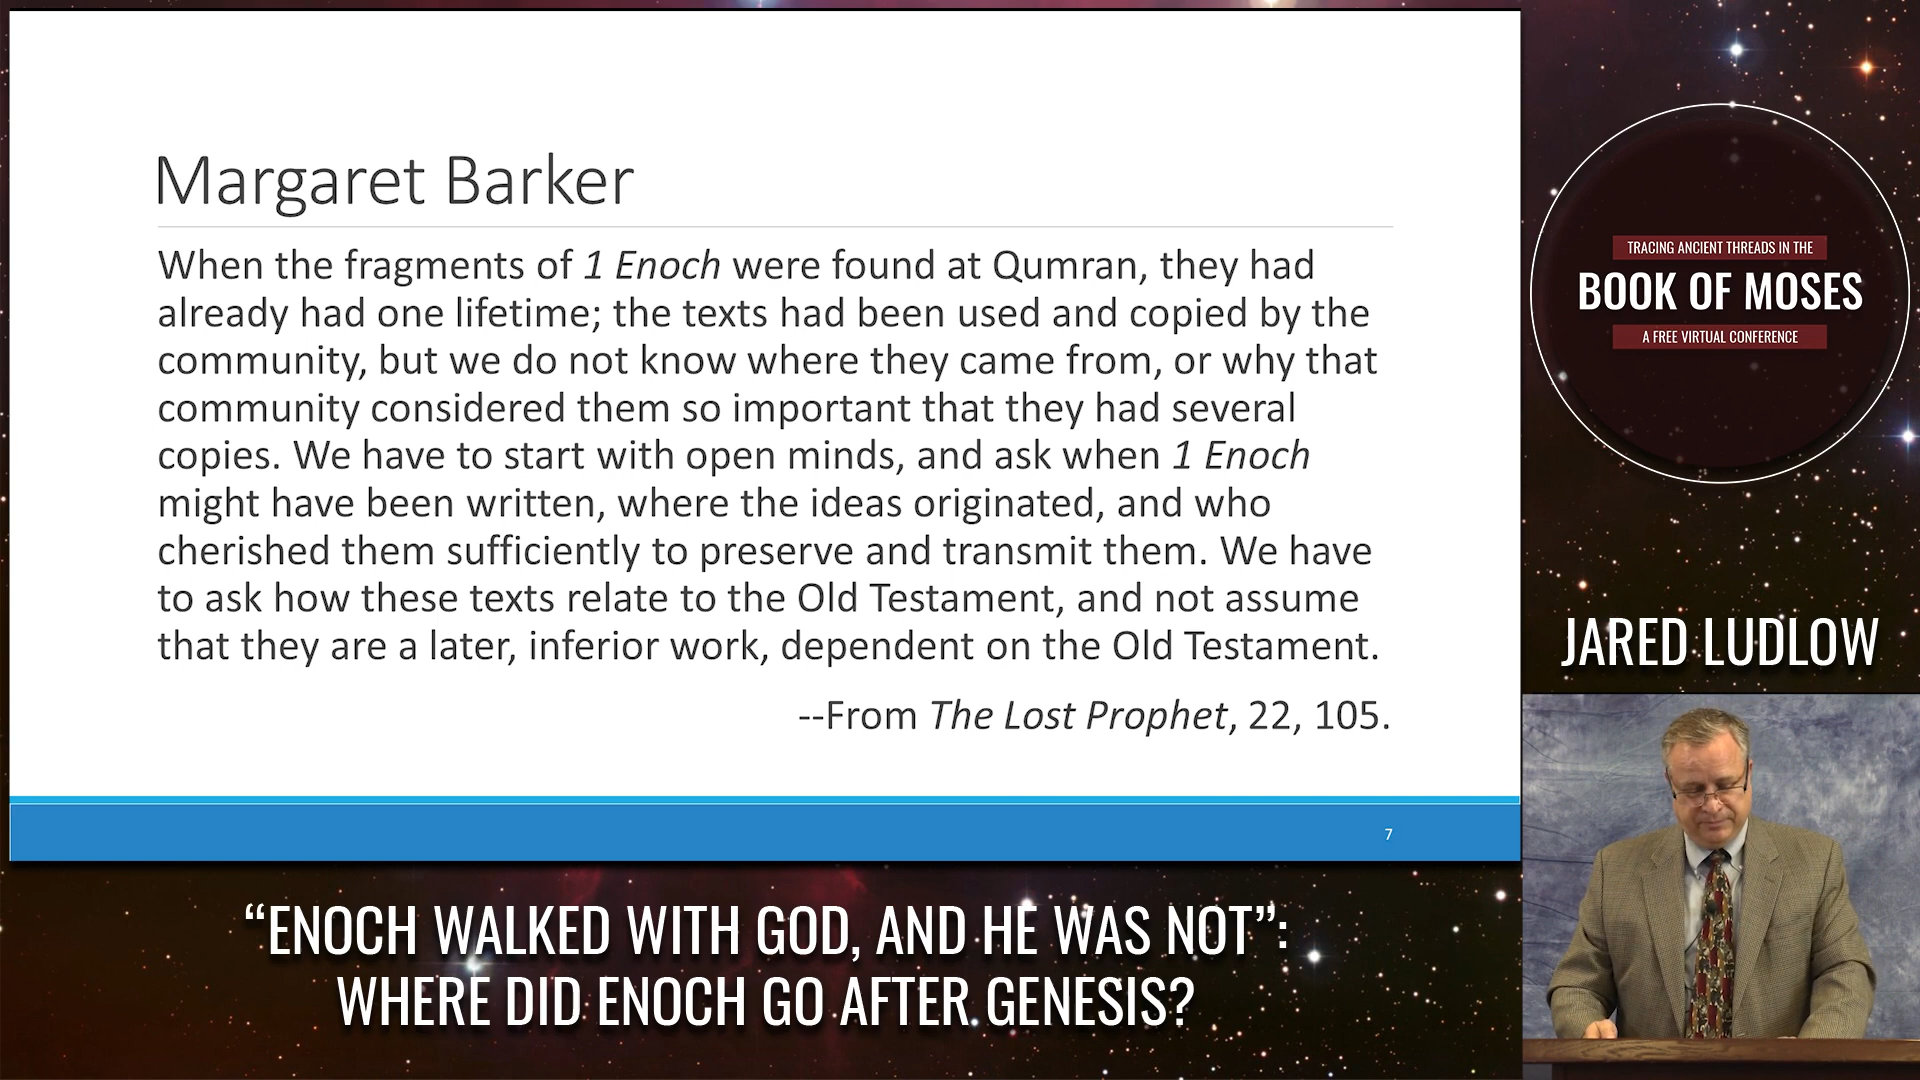 Margaret Barker
When the fragments of 1 Enoch were found at Qumran, they had
already had one lifetime; the texts had been used and copied by the
community, but we do not know where they came from, or why that
community considered them so important that they had several
copies. We have to start with open minds, and ask when 1 Enoch
might have been written, where the ideas originated, and who
cherished them sufficiently to preserve and transmit them. We have
to ask how these texts relate to the Old Testament, and not assume
that they are a later, inferior work, dependent on the Old Testament.
--From The Lost Prophet, 22, 105.
7
TRACING ANCIENT THREADS IN THE
BOOK OF MOSES
A FREE VIRTUAL CONFERENCE
JARED LUDLOW
“ENOCH WALKED WITH GOD, AND HE WAS NOT”:
WHERE DID ENOCH GO AFTER GENESIS?